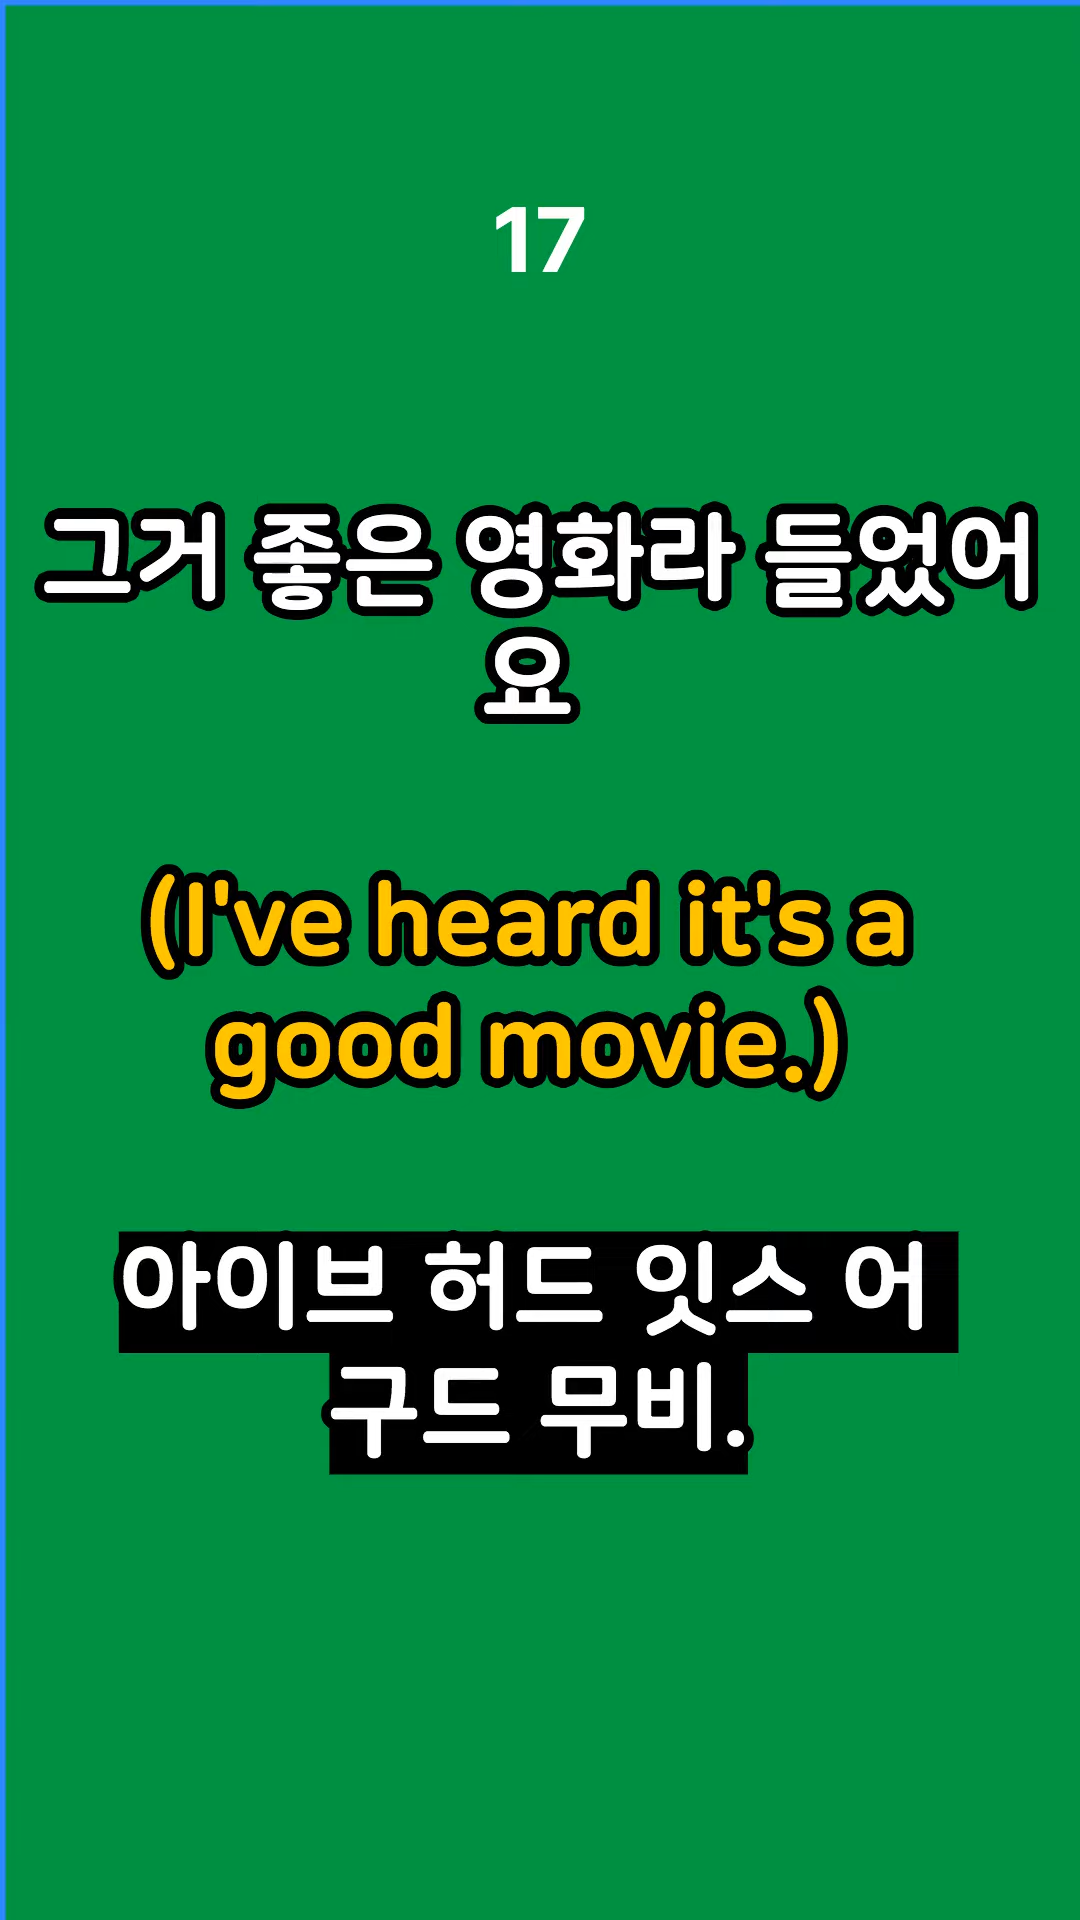 17
그거 좋은 영화라 들었어
요
(I've heard it's a
good movie.)
아이브 허드 잇스 어
구드 무비.